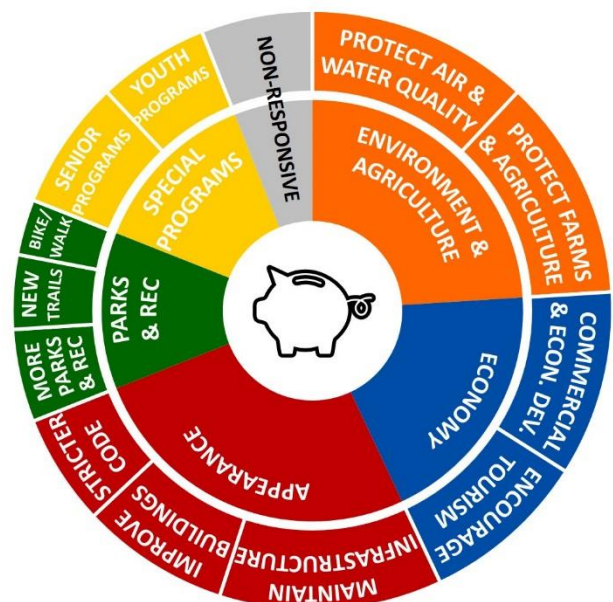 PROTECT AIR &
WATER QUALITY
PROTECT FARMS
& AGRICULTURE
ENVIRONMENT &
AGRICULTURE
COMMERCIAL
& ECON. DEV.
ENCOURAGE
TOURISM
ECONOMY
MAINTAIN
INFRASTRUCTURE
IMPROVE
BUILDINGS
STRICTER
CODE
APPEARANCE
MORE
PARKS
& REC
NEW
TRAILS
BIKE/
WALK
PARKS
& REC
SENIOR
PROGRAMS
YOUTH
PROGRAMS
SPECIAL
PROGRAMS
NON-RESPONSIVE